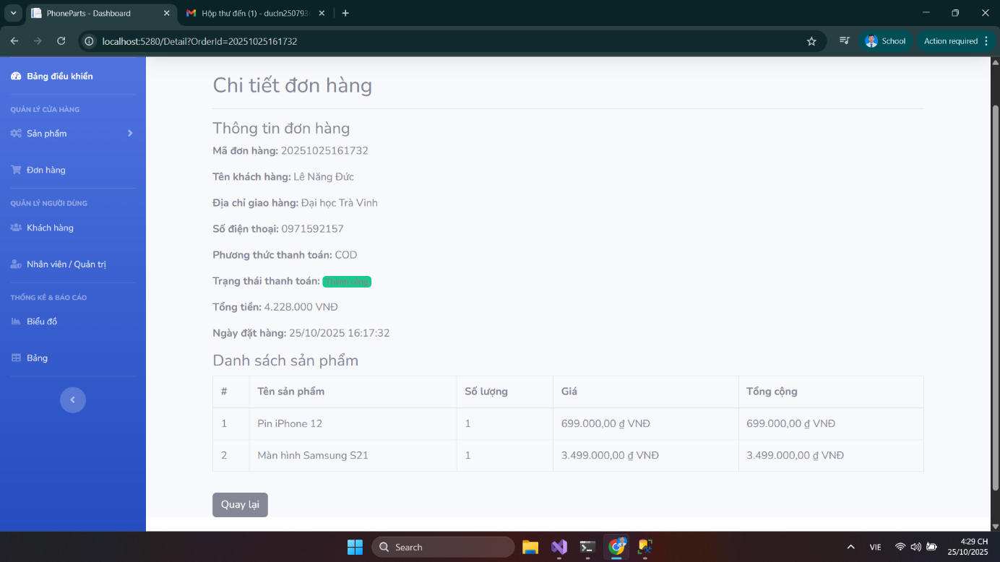 PhoneParts - Dashboard
Hộp thư đến (1) - ducln25079
localhost:5280/Detail?OrderId=20251025161732
School
Action required
Bảng điều khiển
QUẢN LÝ CỬA HÀNG
Sản phẩm
Đơn hàng
QUẢN LÝ NGƯỜI DÙNG
Khách hàng
Nhân viên / Quản trị
THỐNG KÊ & BÁO CÁO
Biểu đồ
Bảng
Chi tiết đơn hàng
Thông tin đơn hàng
Mã đơn hàng: 20251025161732
Tên khách hàng: Lê Năng Đức
Địa chỉ giao hàng: Đại học Trà Vinh
Số điện thoại: 0971592157
Phương thức thanh toán: COD
Trạng thái thanh toán: Thành công
Tổng tiền: 4.228.000 VNĐ
Ngày đặt hàng: 25/10/2025 16:17:32
Danh sách sản phẩm
# Tên sản phẩm Số lượng Giá Tổng cộng
1 Pin iPhone 12 1 699.000,00 ₫ VNĐ 699.000,00 ₫ VNĐ
2 Màn hình Samsung S21 1 3.499.000,00 ₫ VNĐ 3.499.000,00 ₫ VNĐ
Quay lại
Search
VIE
4:29 CH
25/10/2025